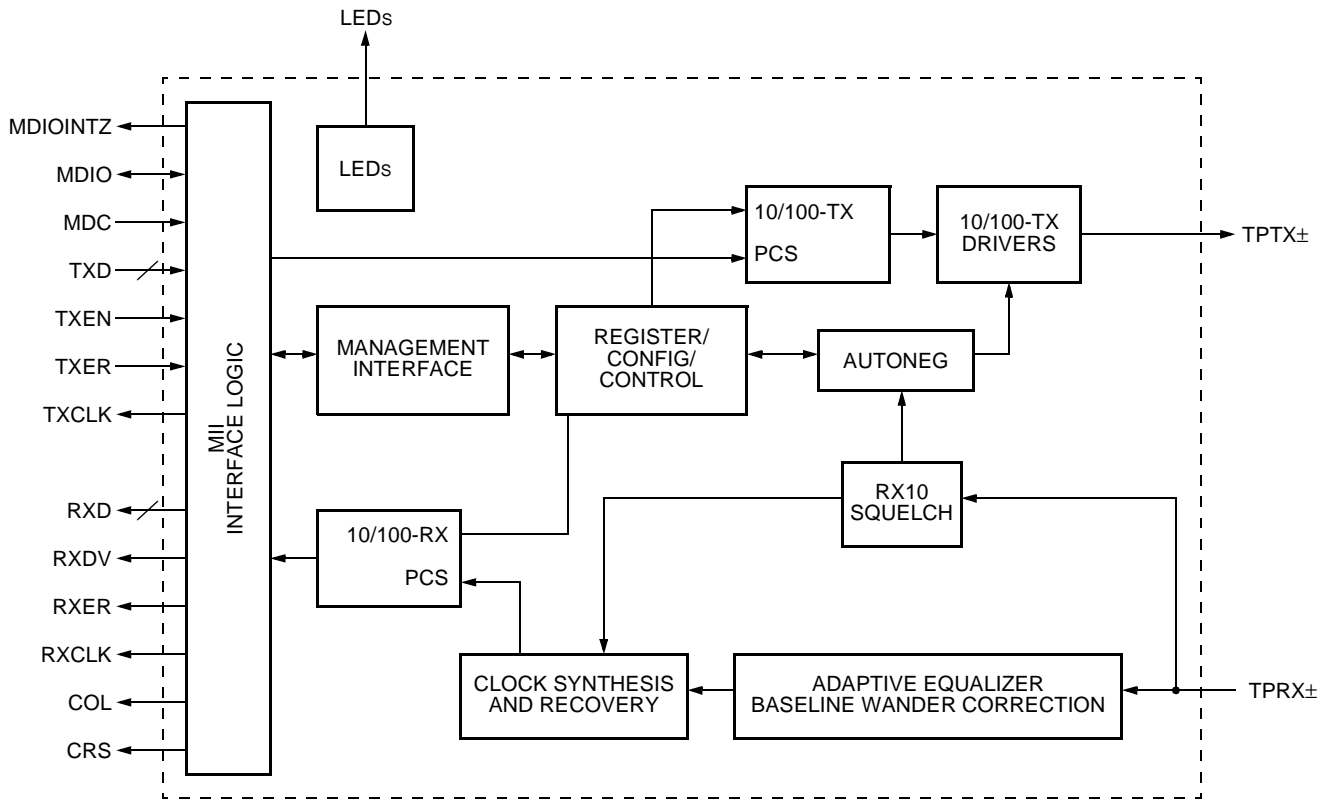 LEDs
MDIOINTZ
MDIO
MDC
TXD
TXEN
TXER
TXCLK
RXD
RXDV
RXER
RXCLK
COL
CRS
MII
INTERFACE LOGIC
LEDs
10/100-TX
PCS
10/100-TX
DRIVERS
TPTX±
MANAGEMENT
INTERFACE
REGISTER/
CONFIG/
CONTROL
AUTONEG
RX10
SQUELCH
10/100-RX
PCS
CLOCK SYNTHESIS
AND RECOVERY
ADAPTIVE EQUALIZER
BASELINE WANDER CORRECTION
TPRX±